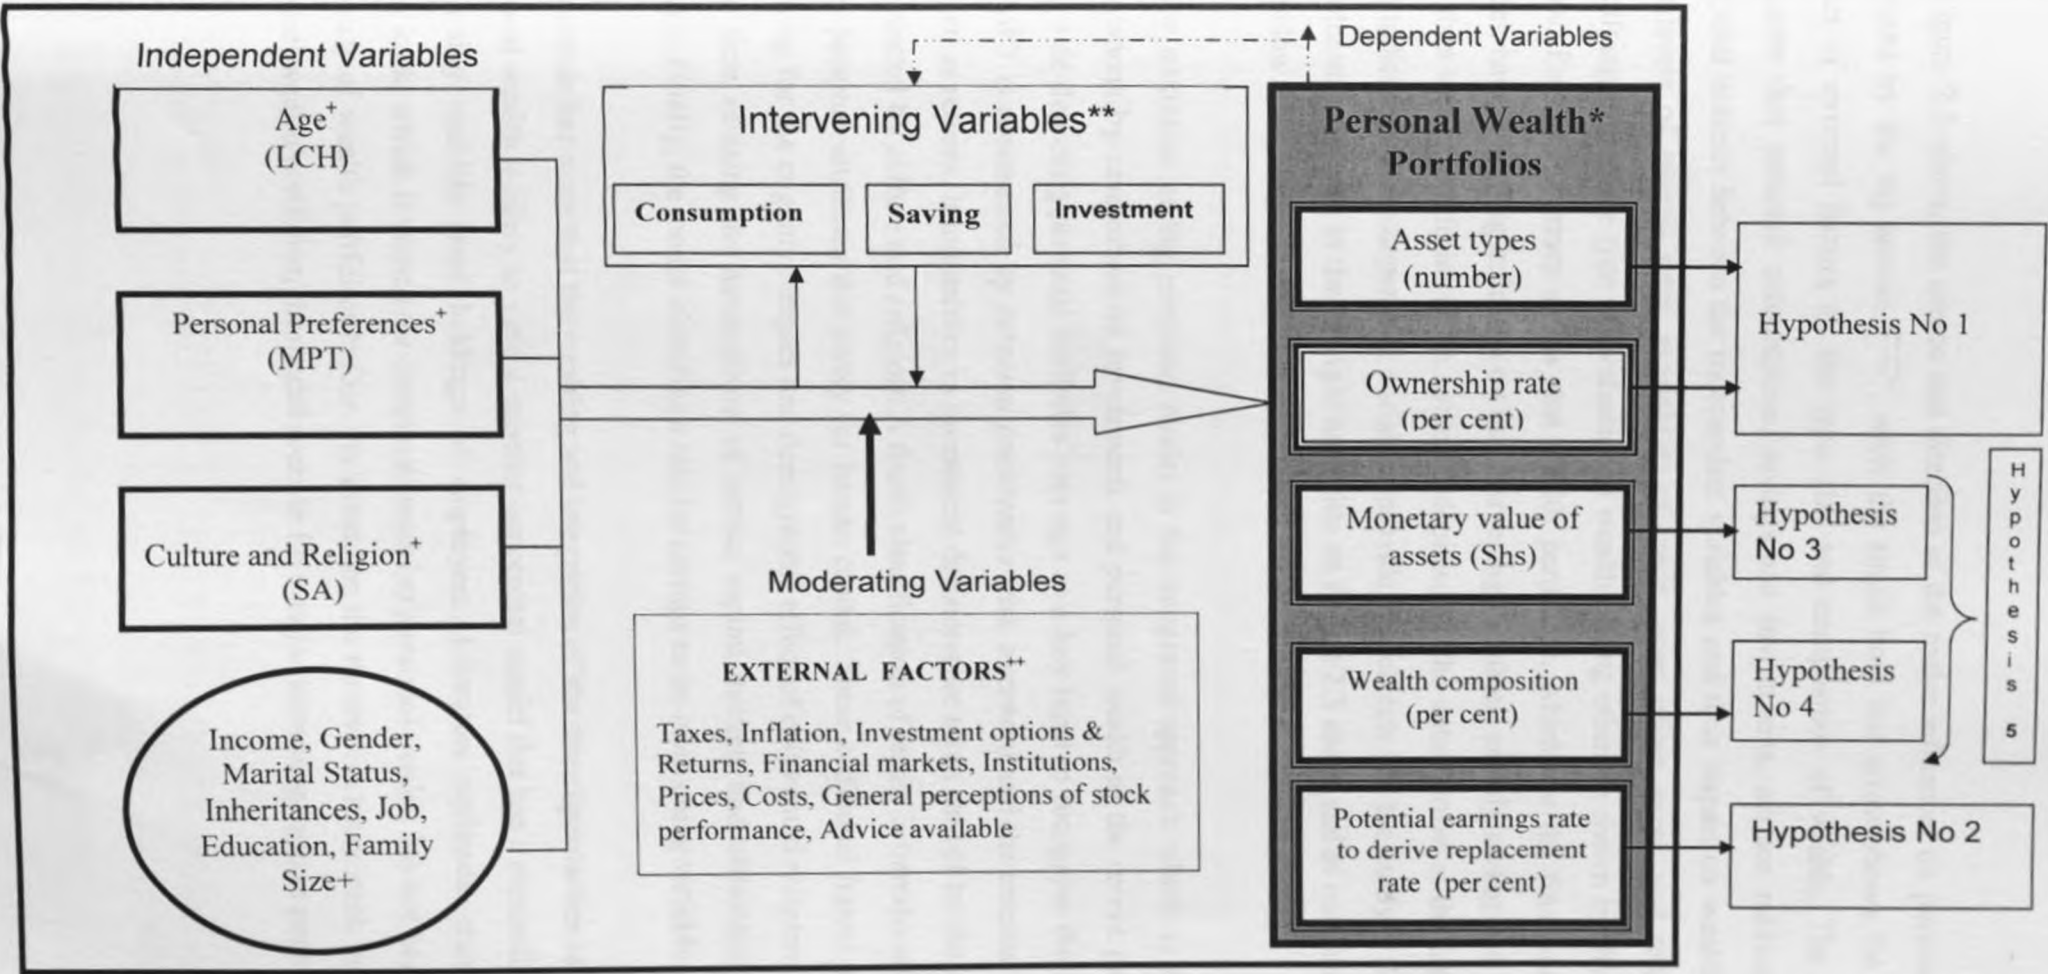 Independent Variables
Age+
(LCH)
Personal Preferences+
(MPT)
Culture and Religion+
(SA)
Income, Gender,
Marital Status,
Inheritances, Job,
Education, Family
Size+
Intervening Variables**
Consumption
Saving
Investment
Moderating Variables
EXTERNAL FACTORS++
Taxes, Inflation, Investment options &
Returns, Financial markets, Institutions,
Prices, Costs, General perceptions of stock
performance, Advice available
Dependent Variables
Personal Wealth*
Portfolios
Asset types
(number)
Ownership rate
(per cent)
Monetary value of
assets (Shs)
Wealth composition
(per cent)
Potential earnings rate
to derive replacement
rate (per cent)
Hypothesis No 1
Hypothesis
No 3
Hypothesis
No 4
Hypothesis No 2
Hypothesis 5